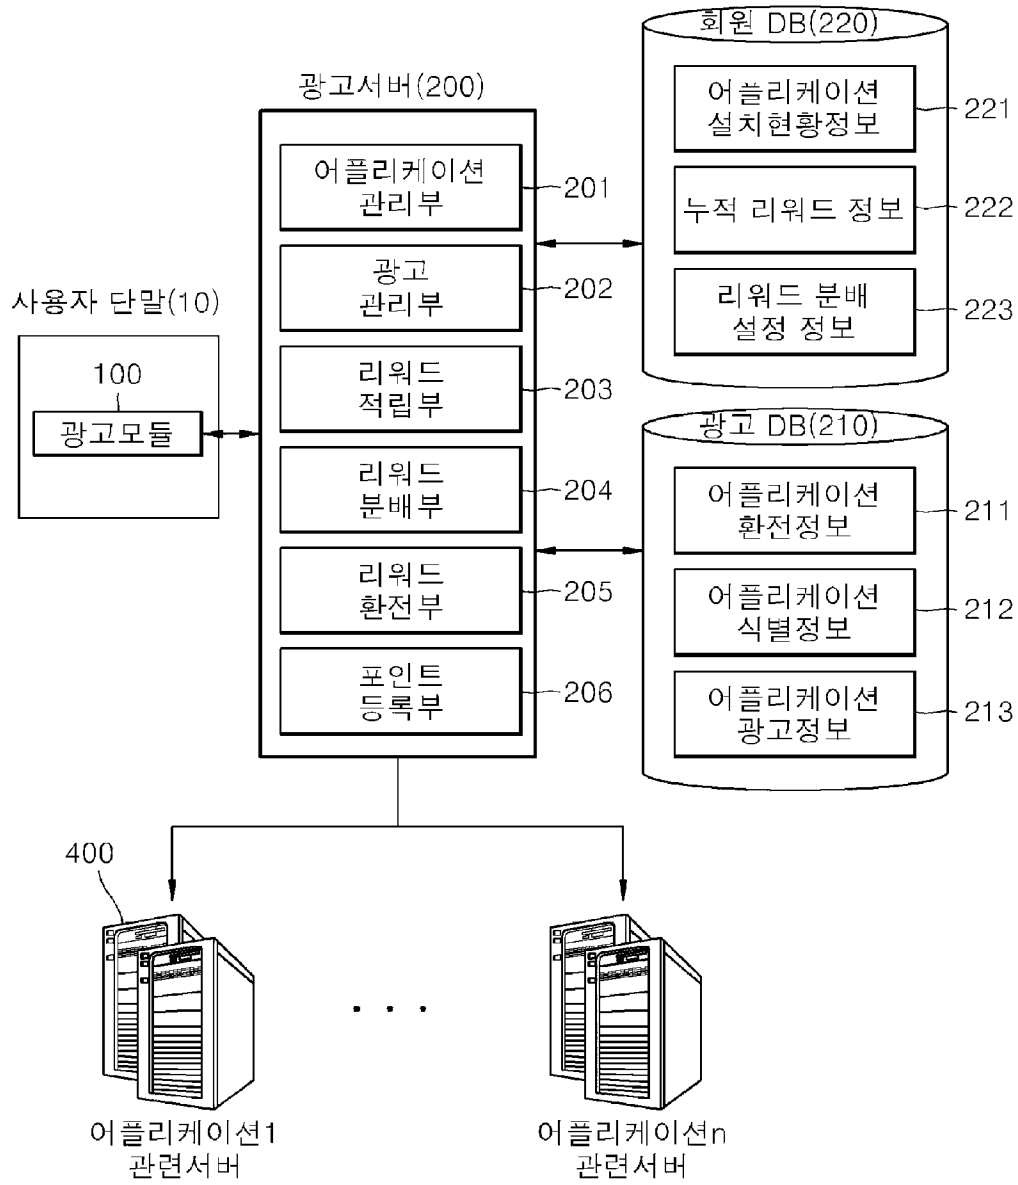 회원 DB(220)
어플리케이션
설치현황정보
221
누적 리워드 정보
222
리워드 분배
설정 정보
223
광고서버(200)
어플리케이션
관리부
201
광고
관리부
202
리워드
적립부
203
리워드
분배부
204
리워드
환전부
205
포인트
등록부
206
사용자 단말(10)
100
광고모듈
광고 DB(210)
어플리케이션
환전정보
211
어플리케이션
식별정보
212
어플리케이션
광고정보
213
400
. . .
어플리케이션1
관련서버
어플리케이션n
관련서버